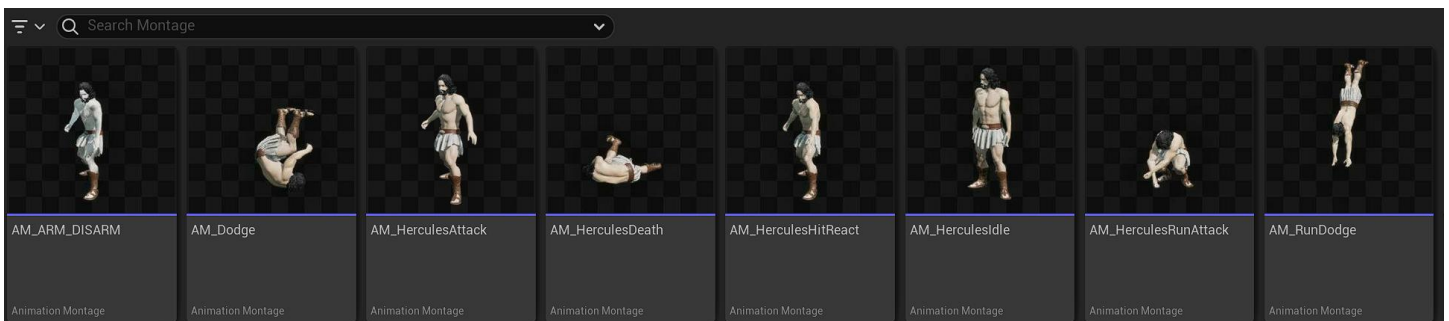 Search Montage
AM_ARM_DISARM
AM_Dodge
AM_HerculesAttack
AM_HerculesDeath
AM_HerculesHitReact
AM_HerculesIdle
AM_HerculesRunAttack
AM_RunDodge
Animation Montage
Animation Montage
Animation Montage
Animation Montage
Animation Montage
Animation Montage
Animation Montage
Animation Montage